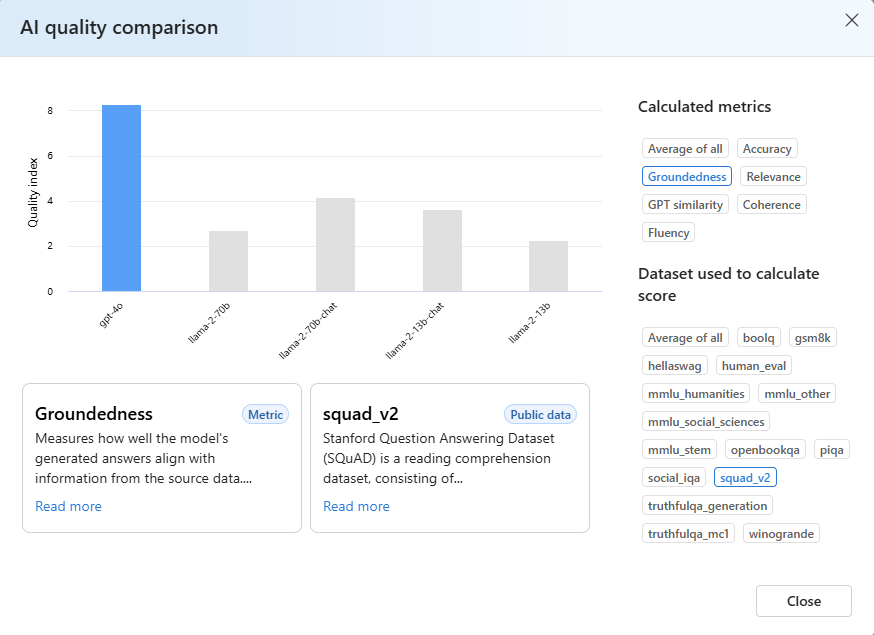 AI quality comparison
8
6
4
2
0
Quality index
gpt-4o
llama-2-70b
llama-2-70b-chat
llama-2-13b-chat
llama-2-13b
Groundedness
Metric
Measures how well the model's
generated answers align with
information from the source data....
Read more
squad_v2
Public data
Stanford Question Answering Dataset
(SQuAD) is a reading comprehension
dataset, consisting of...
Read more
Calculated metrics
Average of all Accuracy
Groundedness Relevance
GPT similarity Coherence
Fluency
Dataset used to calculate
score
Average of all boolq gsm8k
hellaswag human_eval
mmlu_humanities mmlu_other
mmlu_social_sciences
mmlu_stem openbookqa piqa
social_iqa squad_v2
truthfulqa_generation
truthfulqa_mc1 winogrande
Close